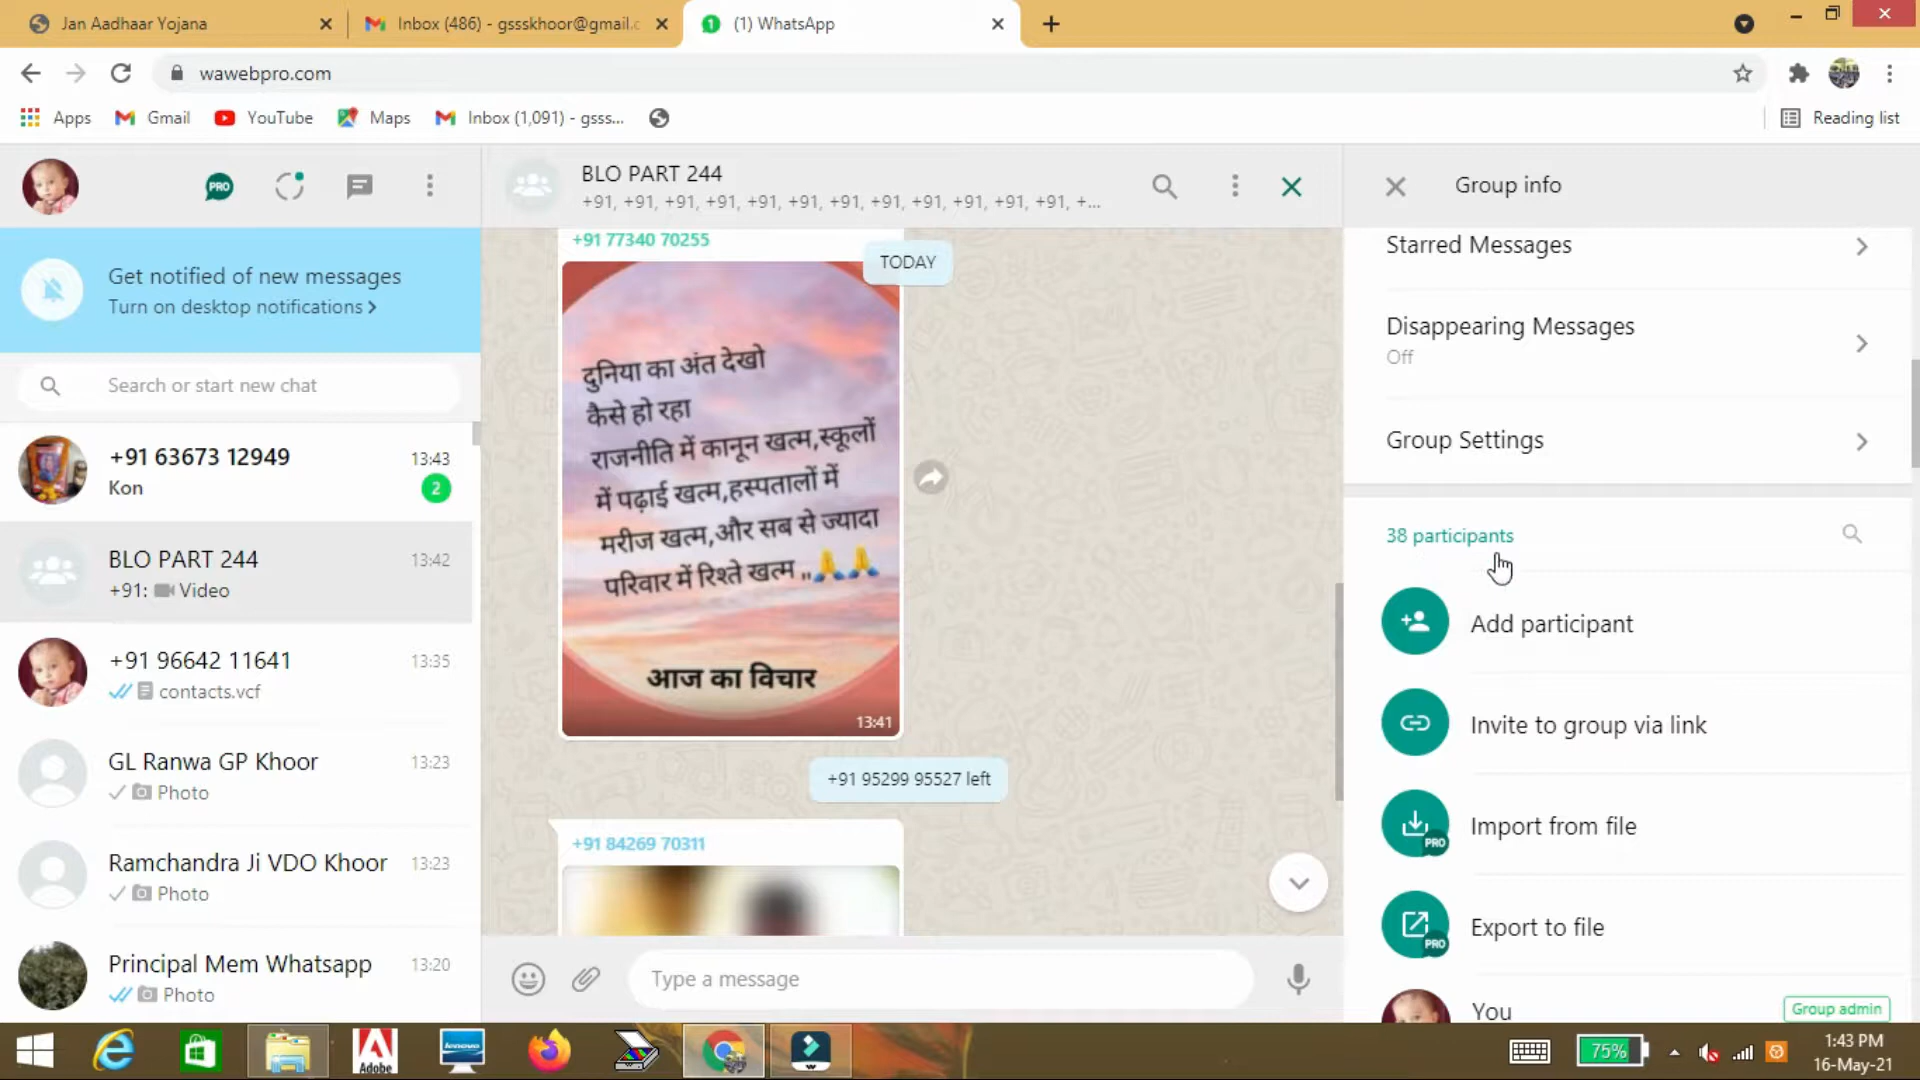 Jan Aadhaar Yojana
Inbox (486) - gssskhoor@gmail.c
(1) WhatsApp
wawebpro.com
Apps
Gmail
YouTube
Maps
Inbox (1,091) - gsss...
Reading list
PRO
Get notified of new messages
Turn on desktop notifications >
Search or start new chat
+91 63673 12949
13:43
Kon
2
BLO PART 244
13:42
+91: Video
+91 96642 11641
13:35
contacts.vcf
GL Ranwa GP Khoor
13:23
Photo
Ramchandra Ji VDO Khoor
13:23
Photo
Principal Mem Whatsapp
13:20
Photo
BLO PART 244
+91, +91, +91, +91, +91, +91, +91, +91, +91, +91, +91, +91, +...
+91 77340 70255
TODAY
दुनिया का अंत देखो
कैसे हो रहा
राजनीति में कानून खत्म,स्कूलों
में पढ़ाई खत्म,हस्पतालों में
मरीज खत्म,और सब से ज्यादा
परिवार में रिश्ते खत्म ,,🙏🙏
आज का विचार
13:41
+91 95299 95527 left
+91 84269 70311
Type a message
Group info
Starred Messages
Disappearing Messages
Off
Group Settings
38 participants
Add participant
Invite to group via link
Import from file
PRO
Export to file
PRO
You
Group admin
Adobe
lenovo
75%
1:43 PM
16-May-21